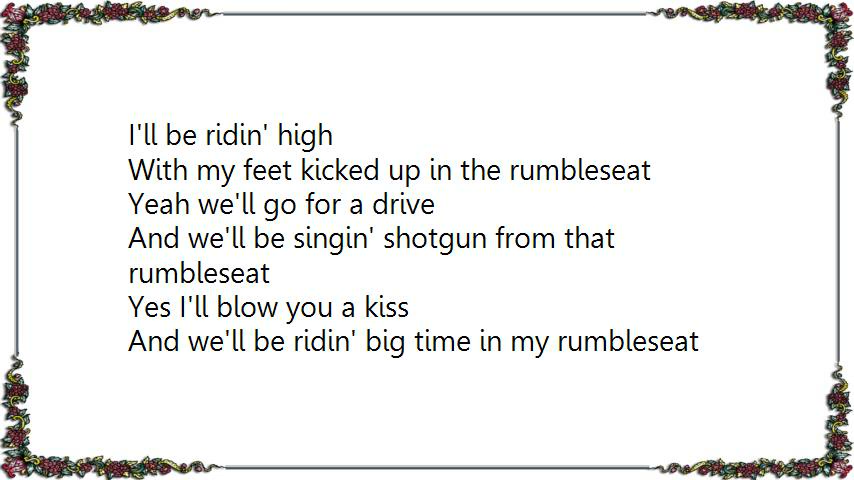 I'll be ridin' high
With my feet kicked up in the rumbleseat
Yeah we'll go for a drive
And we'll be singin' shotgun from that
rumbleseat
Yes I'll blow you a kiss
And we'll be ridin' big time in my rumbleseat